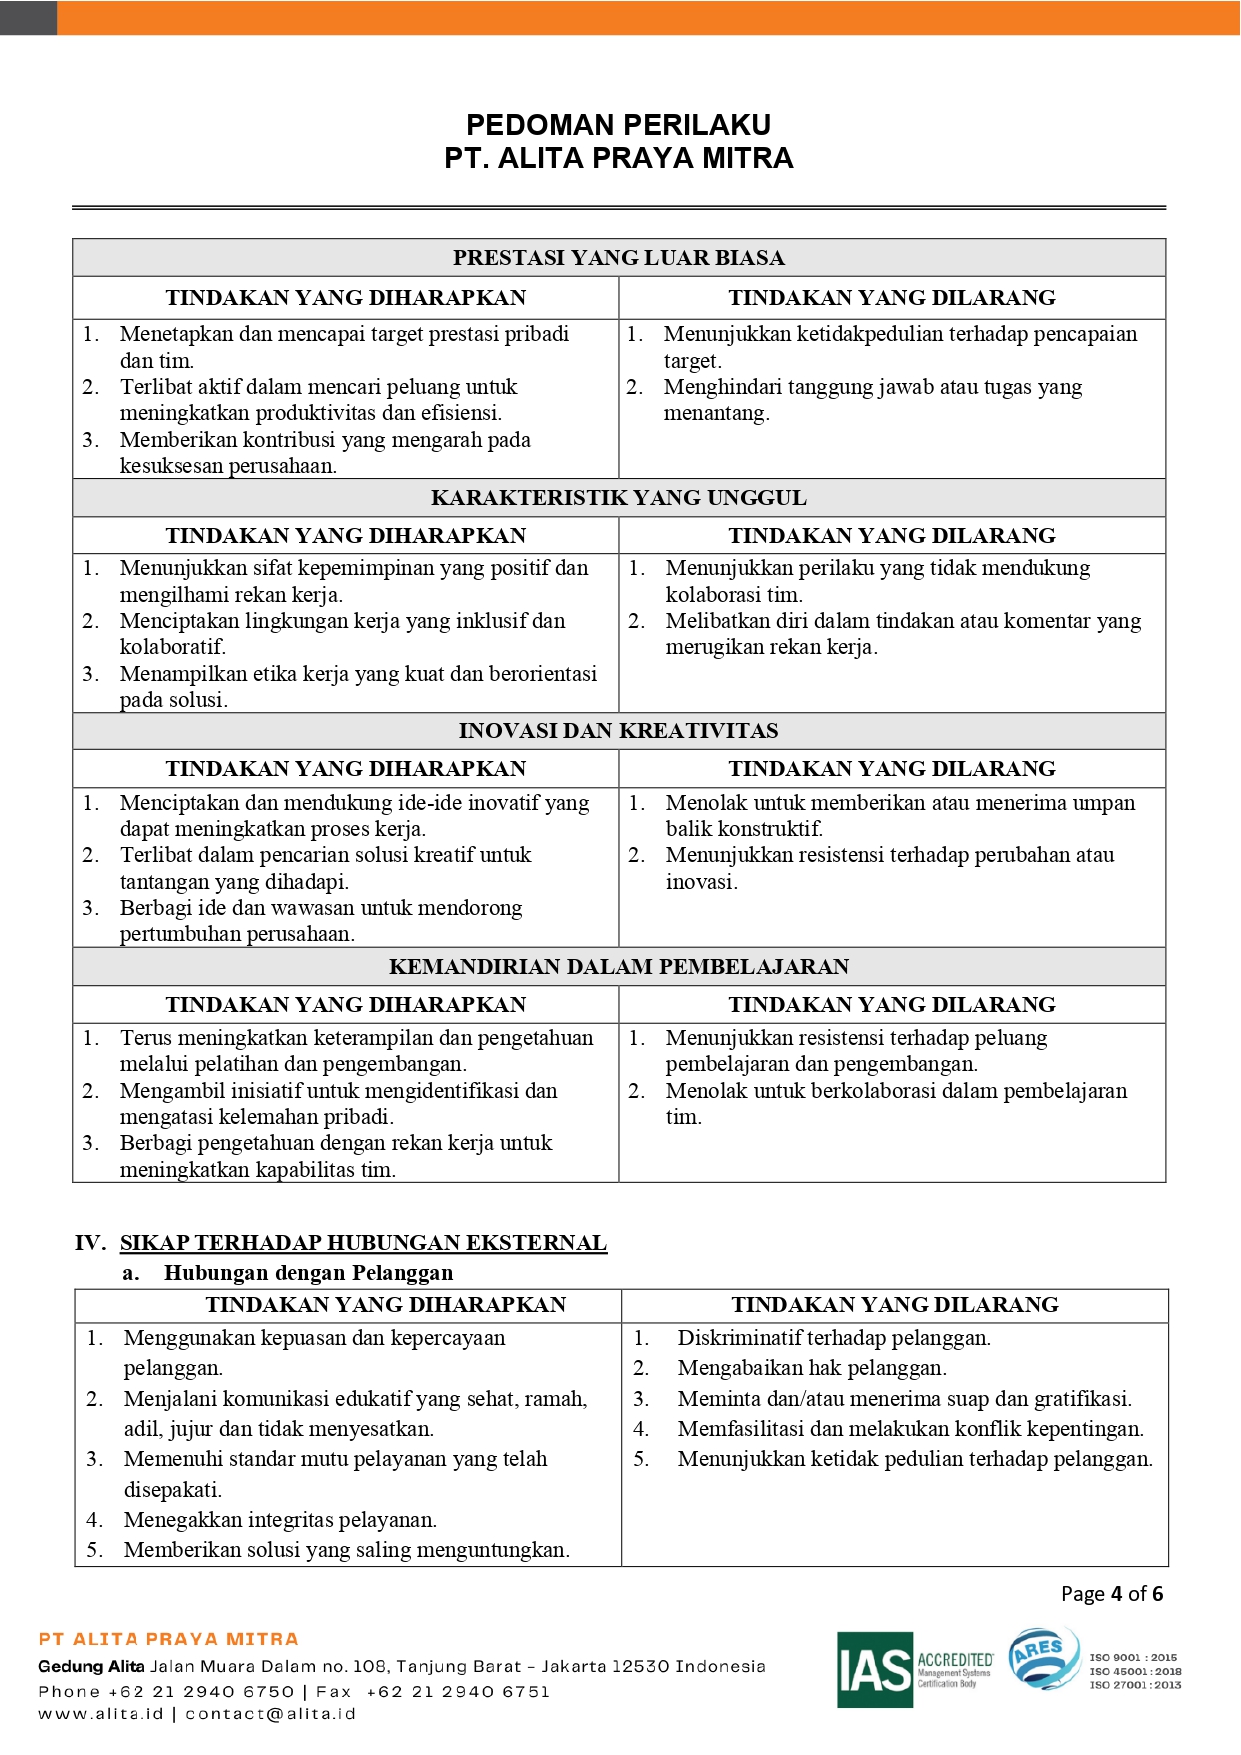 PEDOMAN PERILAKU
PT. ALITA PRAYA MITRA
PRESTASI YANG LUAR BIASA
TINDAKAN YANG DIHARAPKAN
TINDAKAN YANG DILARANG
1. Menetapkan dan mencapai target prestasi pribadi
dan tim.
2. Terlibat aktif dalam mencari peluang untuk
meningkatkan produktivitas dan efisiensi.
3. Memberikan kontribusi yang mengarah pada
kesuksesan perusahaan.
1. Menunjukkan ketidakpedulian terhadap pencapaian
target.
2. Menghindari tanggung jawab atau tugas yang
menantang.
KARAKTERISTIK YANG UNGGUL
TINDAKAN YANG DIHARAPKAN
TINDAKAN YANG DILARANG
1. Menunjukkan sifat kepemimpinan yang positif dan
mengilhami rekan kerja.
2. Menciptakan lingkungan kerja yang inklusif dan
kolaboratif.
3. Menampilkan etika kerja yang kuat dan berorientasi
pada solusi.
1. Menunjukkan perilaku yang tidak mendukung
kolaborasi tim.
2. Melibatkan diri dalam tindakan atau komentar yang
merugikan rekan kerja.
INOVASI DAN KREATIVITAS
TINDAKAN YANG DIHARAPKAN
TINDAKAN YANG DILARANG
1. Menciptakan dan mendukung ide-ide inovatif yang
dapat meningkatkan proses kerja.
2. Terlibat dalam pencarian solusi kreatif untuk
tantangan yang dihadapi.
3. Berbagi ide dan wawasan untuk mendorong
pertumbuhan perusahaan.
1. Menolak untuk memberikan atau menerima umpan
balik konstruktif.
2. Menunjukkan resistensi terhadap perubahan atau
inovasi.
KEMANDIRIAN DALAM PEMBELAJARAN
TINDAKAN YANG DIHARAPKAN
TINDAKAN YANG DILARANG
1. Terus meningkatkan keterampilan dan pengetahuan
melalui pelatihan dan pengembangan.
2. Mengambil inisiatif untuk mengidentifikasi dan
mengatasi kelemahan pribadi.
3. Berbagi pengetahuan dengan rekan kerja untuk
meningkatkan kapabilitas tim.
1. Menunjukkan resistensi terhadap peluang
pembelajaran dan pengembangan.
2. Menolak untuk berkolaborasi dalam pembelajaran
tim.
IV. SIKAP TERHADAP HUBUNGAN EKSTERNAL
a. Hubungan dengan Pelanggan
TINDAKAN YANG DIHARAPKAN
TINDAKAN YANG DILARANG
1. Menggunakan kepuasan dan kepercayaan
pelanggan.
2. Menjalani komunikasi edukatif yang sehat, ramah,
adil, jujur dan tidak menyesatkan.
3. Memenuhi standar mutu pelayanan yang telah
disepakati.
4. Menegakkan integritas pelayanan.
5. Memberikan solusi yang saling menguntungkan.
1. Diskriminatif terhadap pelanggan.
2. Mengabaikan hak pelanggan.
3. Meminta dan/atau menerima suap dan gratifikasi.
4. Memfasilitasi dan melakukan konflik kepentingan.
5. Menunjukkan ketidak pedulian terhadap pelanggan.
Page 4 of 6
PT ALITA PRAYA MITRA
Gedung Alita Jalan Muara Dalam no. 108, Tanjung Barat – Jakarta 12530 Indonesia
Phone +62 21 2940 6750 | Fax +62 21 2940 6751
www.alita.id | contact@alita.id
IAS ACCREDITED
Management Systems
Certification Body
ARES
ISO 9001 : 2015
ISO 45001 : 2018
ISO 27001 : 2013